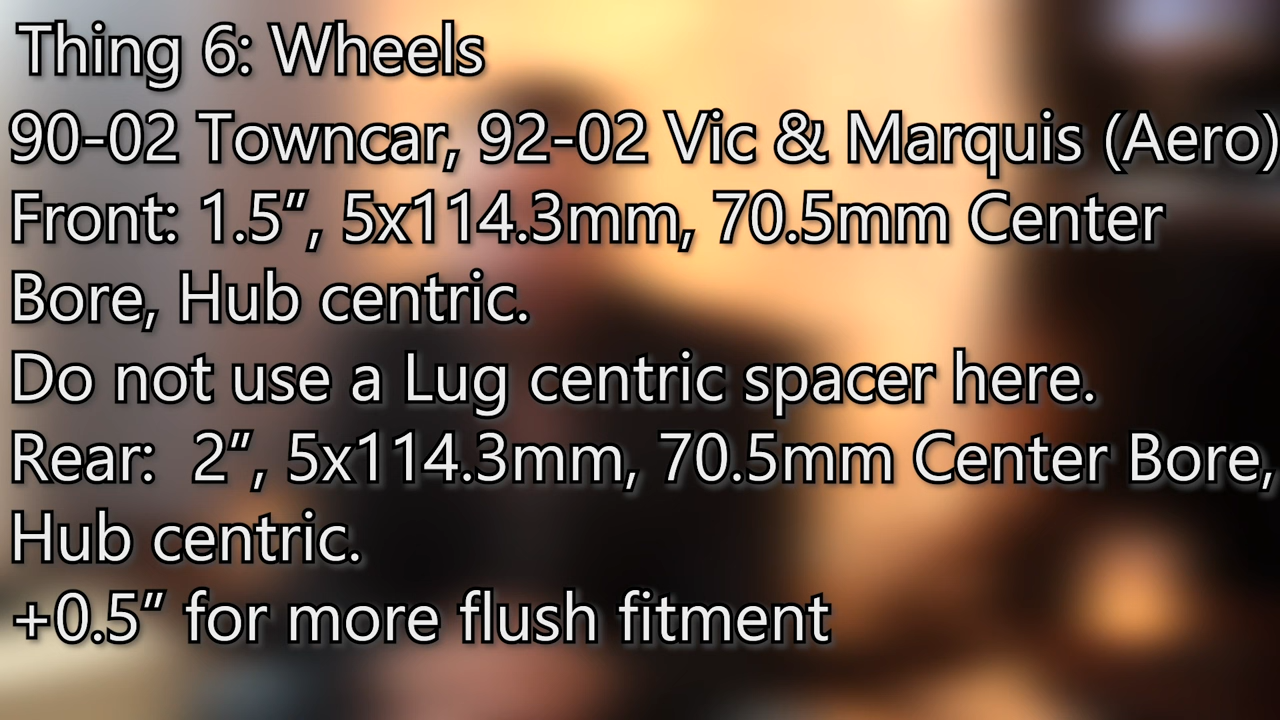 Thing 6: Wheels
90-02 Towncar, 92-02 Vic & Marquis (Aero)
Front: 1.5”, 5x114.3mm, 70.5mm Center
Bore, Hub centric.
Do not use a Lug centric spacer here.
Rear:  2”, 5x114.3mm, 70.5mm Center Bore,
Hub centric.
+0.5” for more flush fitment